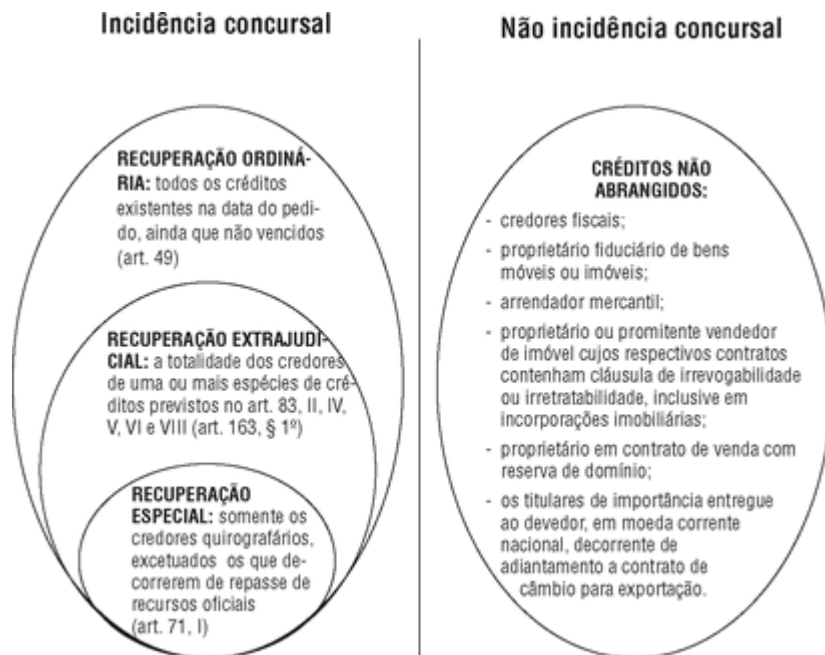 Incidência concursal
RECUPERAÇÃO ORDINÁ-
RIA: todos os créditos
existentes na data do pedi-
do, ainda que não vencidos
(art. 49)
RECUPERAÇÃO EXTRAJUDI-
CIAL: a totalidade dos credores
de uma ou mais espécies de cré-
ditos previstos no art. 83, II, IV,
V, VI e VIII (art. 163, § 1º)
RECUPERAÇÃO
ESPECIAL: somente os
credores quirografários,
excetuados os que de-
correrem de repasse de
recursos oficiais
(art. 71, I)
Não incidência concursal
CRÉDITOS NÃO
ABRANGIDOS:
- credores fiscais;
- proprietário fiduciário de bens
móveis ou imóveis;
- arrendador mercantil;
- proprietário ou promitente vendedor
de imóvel cujos respectivos contratos
contenham cláusula de irrevogabilidade
ou irretratabilidade, inclusive em
incorporações imobiliárias;
- proprietário em contrato de venda com
reserva de domínio;
- os titulares de importância entregue
ao devedor, em moeda corrente
nacional, decorrente de
adiantamento a contrato de
câmbio para exportação.